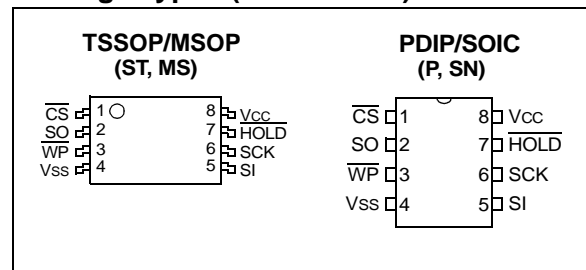 TSSOP/MSOP
(ST, MS)
CS 1 8 VCC
SO 2 7 HOLD
WP 3 6 SCK
VSS 4 5 SI
PDIP/SOIC
(P, SN)
CS 1 8 VCC
SO 2 7 HOLD
WP 3 6 SCK
VSS 4 5 SI